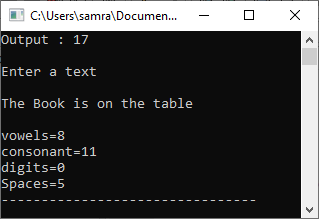 C:\Users\samra\Documen...
Output : 17
Enter a text
The Book is on the table
vowels=8
consonant=11
digits=0
Spaces=5
--------------------------------